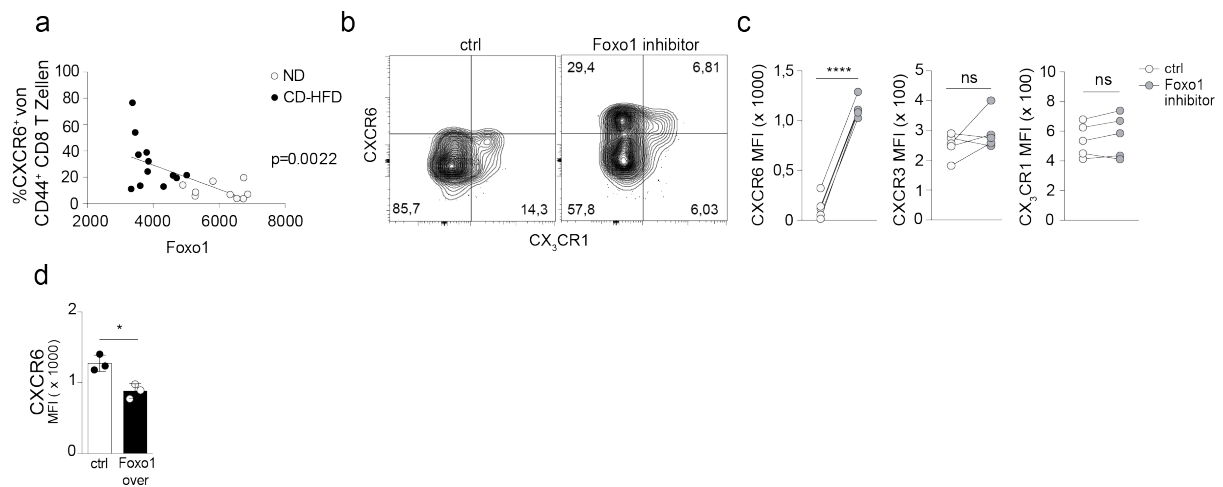 a
%CXCR6⁺ von
CD44⁺ CD8 T Zellen
100
80
60
40
20
0
2000 4000 6000 8000
Foxo1
ND
CD-HFD
p=0.0022
b
ctrl
Foxo1 inhibitor
CXCR6
85,7
14,3
29,4
6,81
57,8
6,03
CX₃CR1
c
CXCR6 MFI (x 1000)
1,5
1,0
0,5
0
****
CXCR3 MFI (x 100)
5
4
3
2
1
0
ns
CX₃CR1 MFI (x 100)
10
8
6
4
2
0
ns
ctrl
Foxo1
inhibitor
d
CXCR6
MFI ( x 1000)
2
1
0
*
ctrl
Foxo1
over